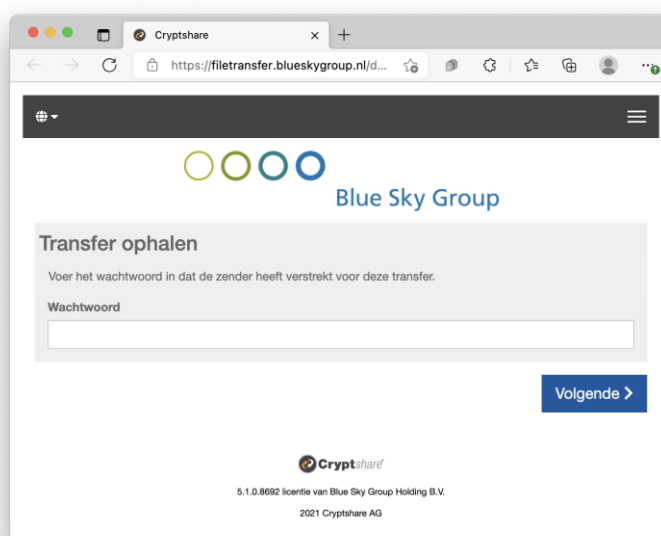 Cryptshare
https://filetransfer.blueskygroup.nl/d...
Blue Sky Group
Transfer ophalen
Voer het wachtwoord in dat de zender heeft verstrekt voor deze transfer.
Wachtwoord
Volgende
Cryptshare
5.1.0.8692 licentie van Blue Sky Group Holding B.V.
2021 Cryptshare AG